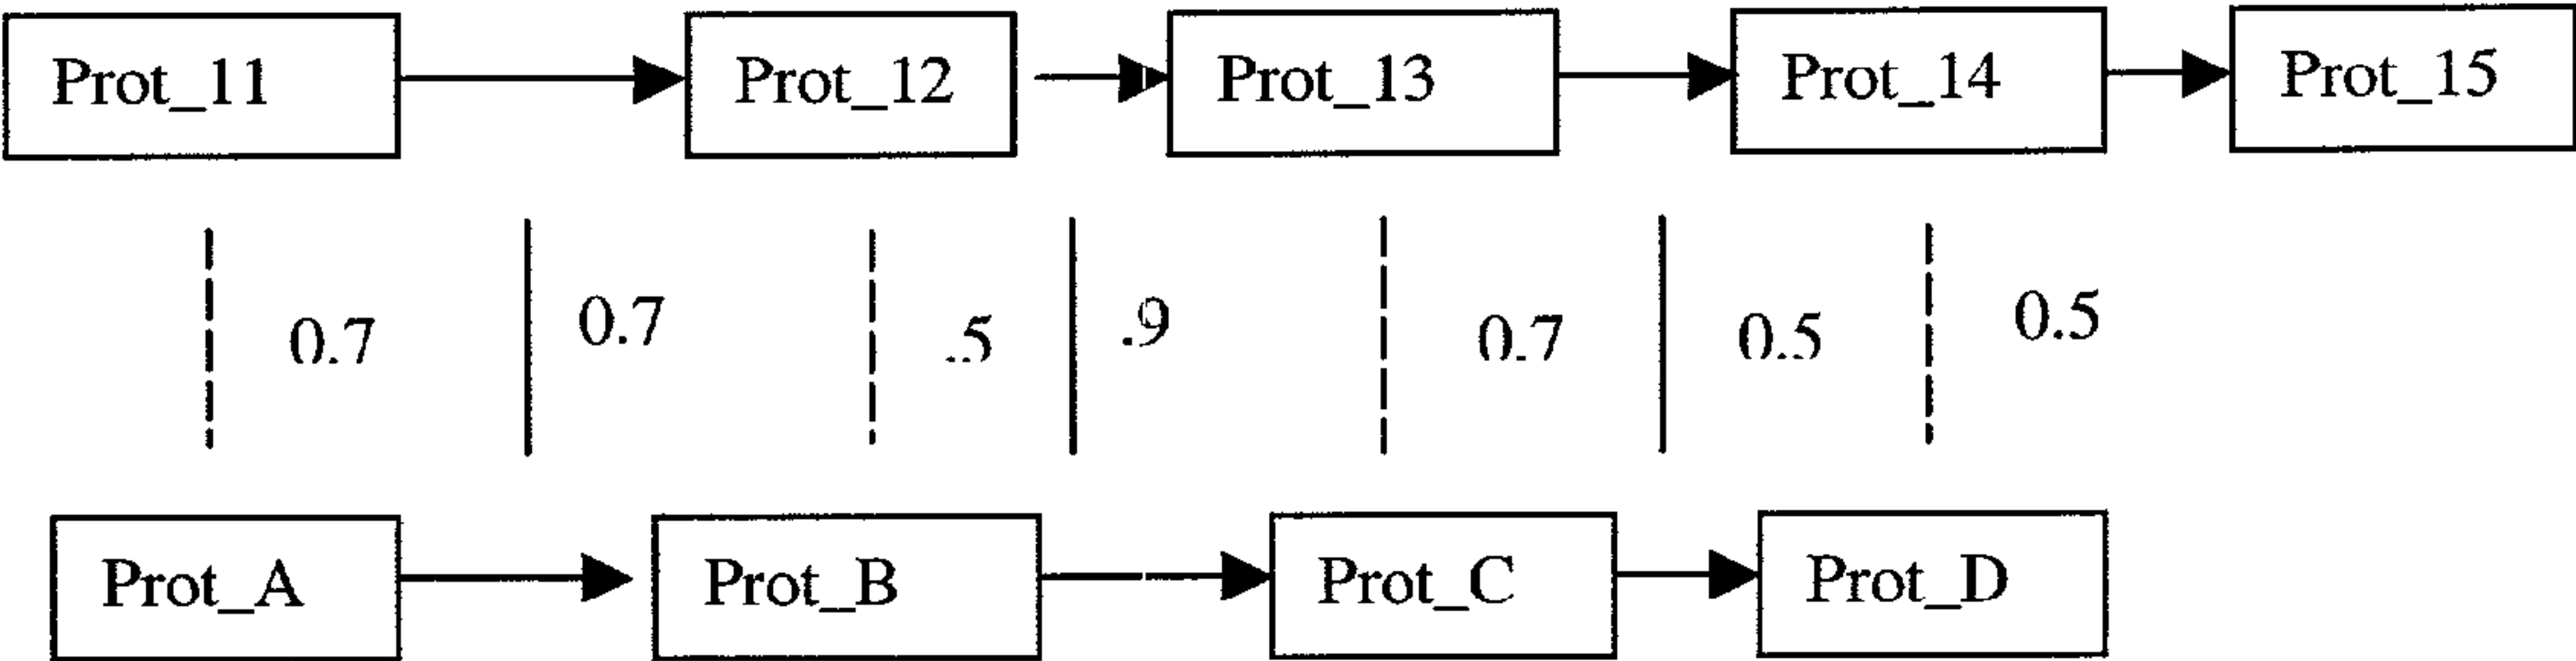 Prot_11 Prot_12 Prot_13 Prot_14 Prot_15
0.7 0.7 .5 .9 0.7 0.5 0.5
Prot_A Prot_B Prot_C Prot_D